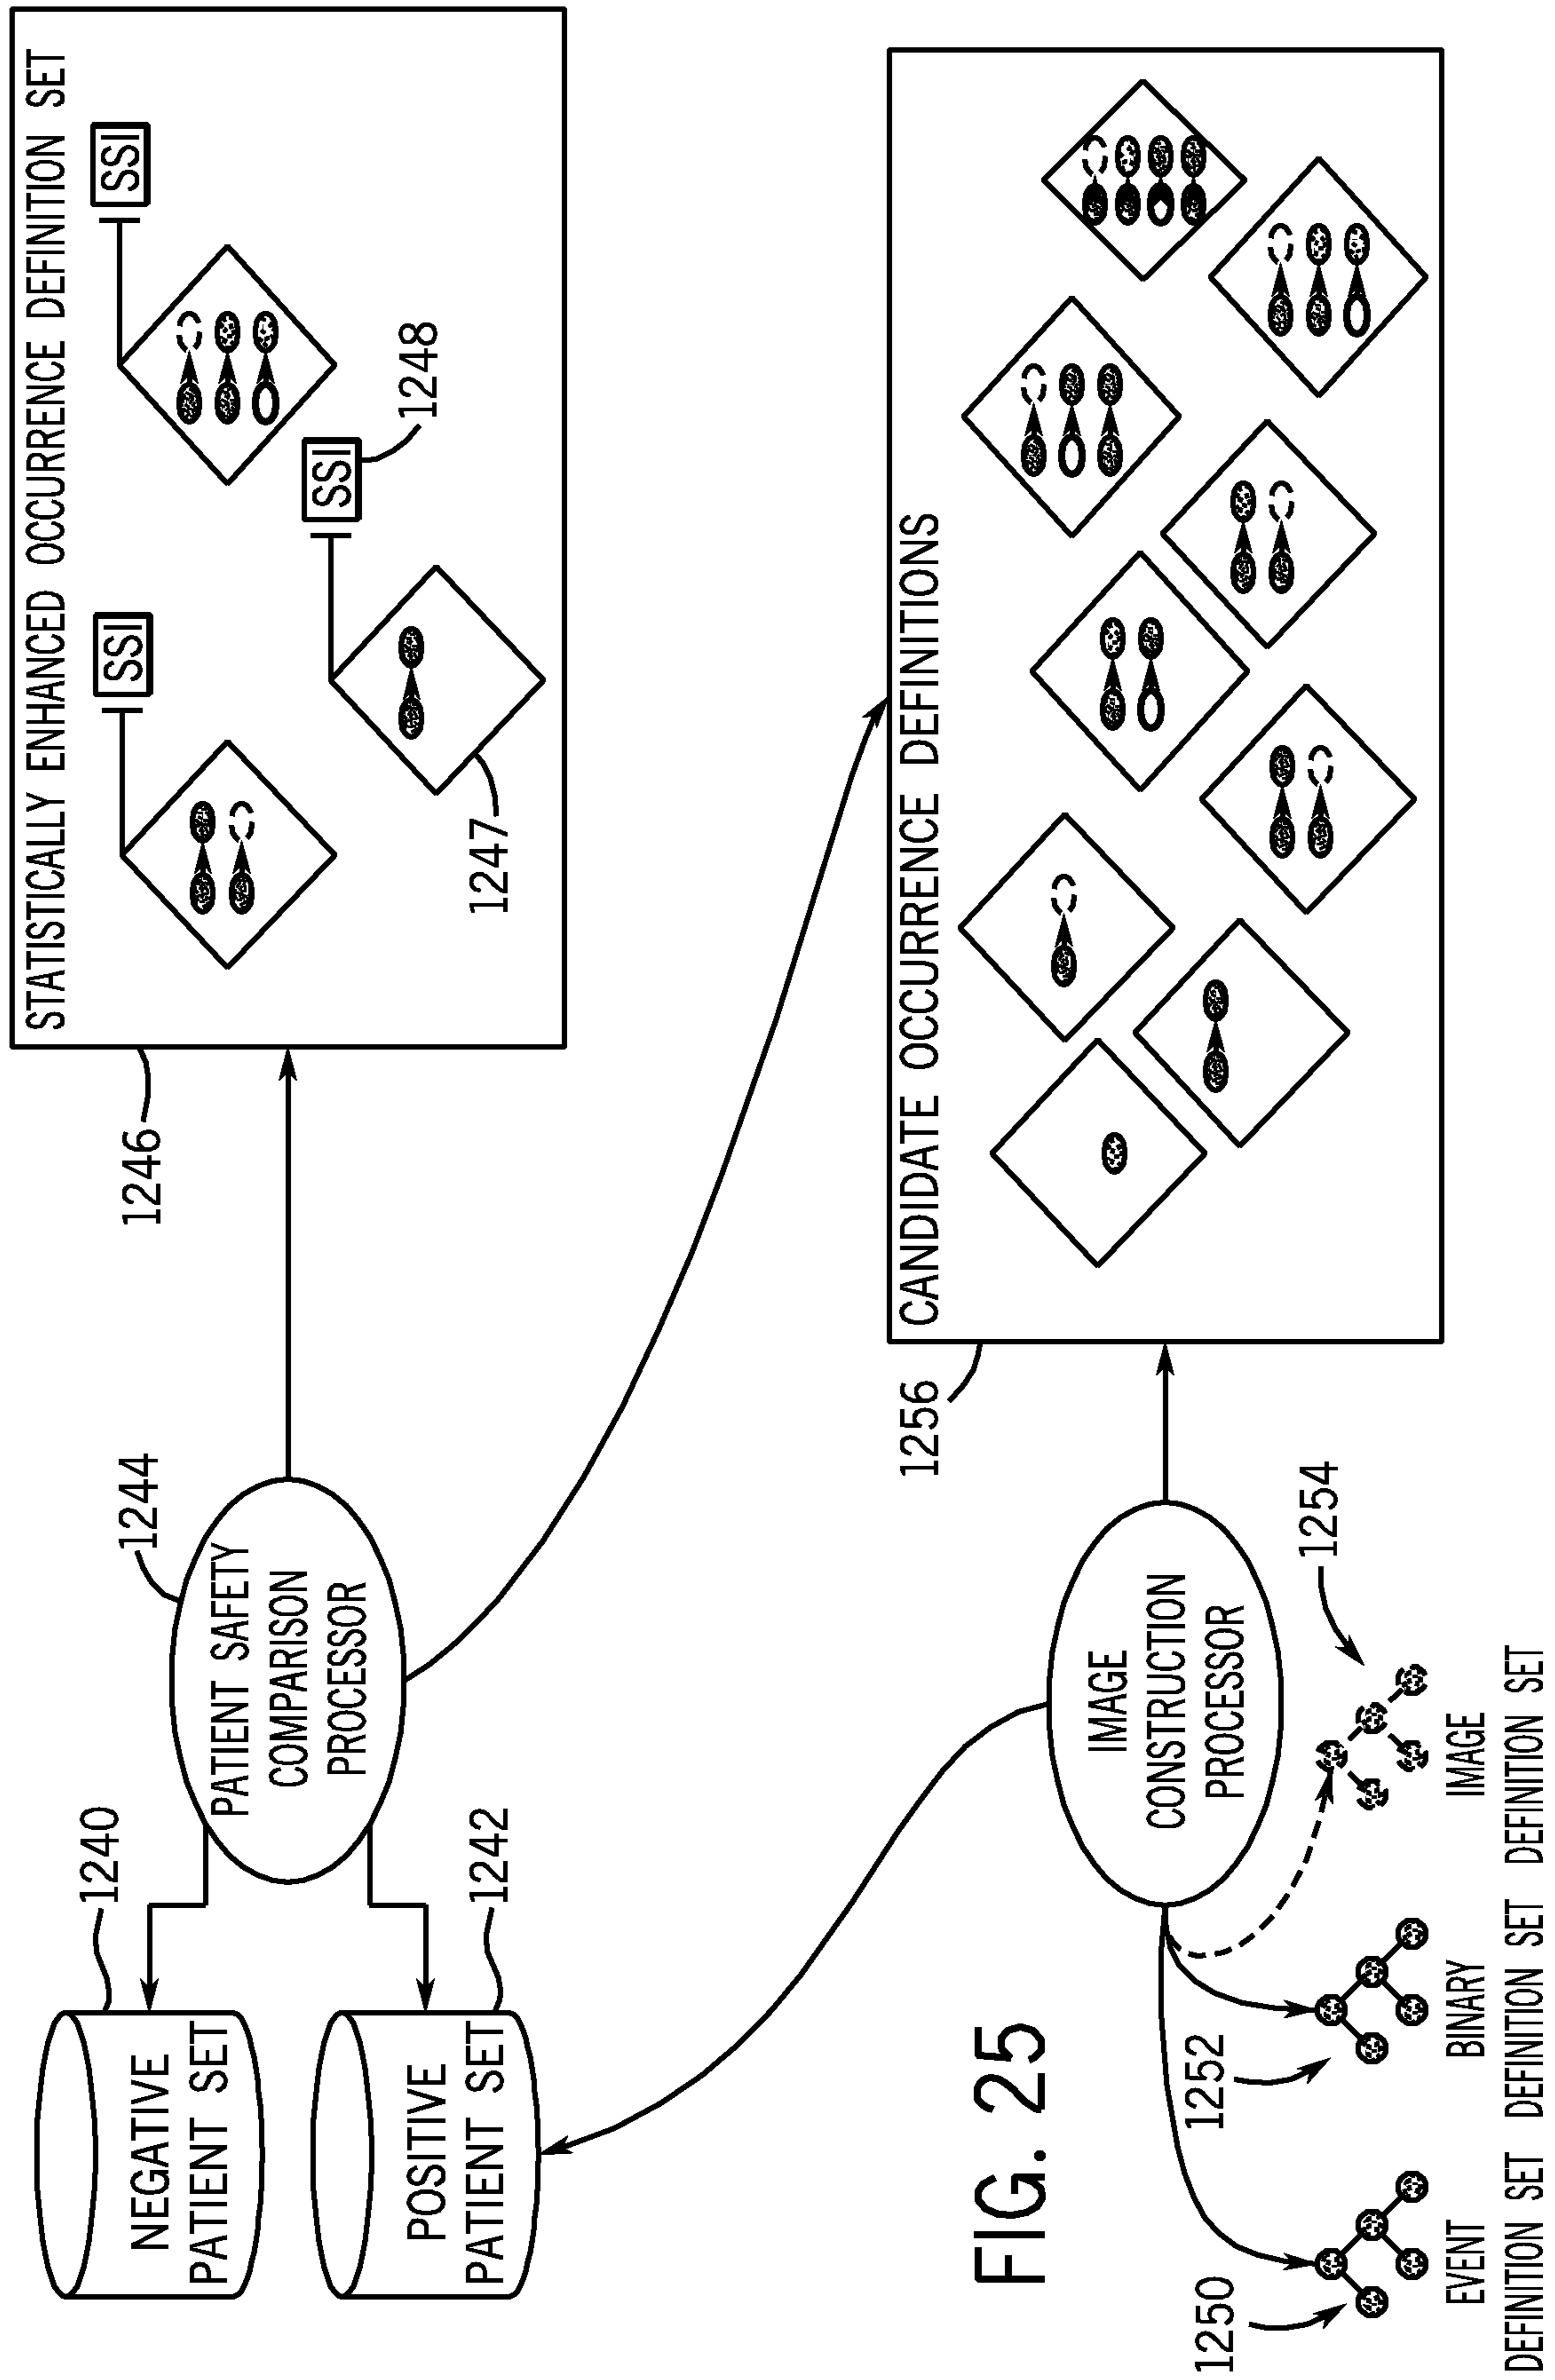 1240
NEGATIVE
PATIENT SET
1242
POSITIVE
PATIENT SET
1244
PATIENT SAFETY
COMPARISON
PROCESSOR
1246
STATISTICALLY ENHANCED OCCURRENCE DEFINITION SET
SSI
SSI
SSI
1247
1248
FIG. 25
IMAGE
CONSTRUCTION
PROCESSOR
1250
EVENT
DEFINITION SET
1252
BINARY
DEFINITION SET
1254
IMAGE
DEFINITION SET
1256
CANDIDATE OCCURRENCE DEFINITIONS